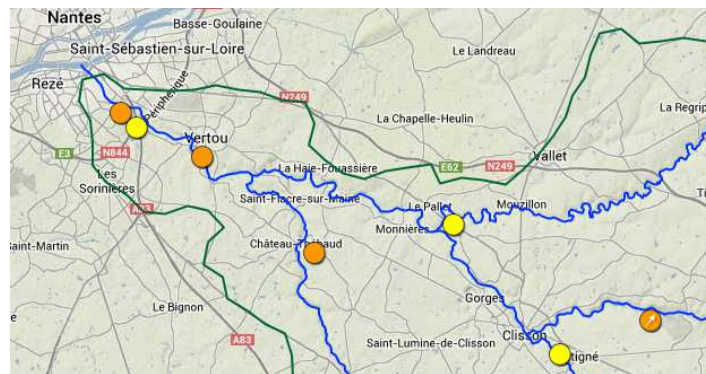 Nantes
Basse-Goulaine
Saint-Sébastien-sur-Loire
Le Landreau
Rezé
Périphérique
N249
La Regrip
La Chapelle-Heulin
Vertou
E3
N844
Les
Sorinières
La Haie-Fouassière
E62
N249
Vallet
Saint-Fiacre-sur-Maine
Le Pallet
Mouzillon
A83
Saint-Martin
Château-Thébaud
Monnières
Le Bignon
Gorges
A83
Saint-Lumine-de-Clisson
Clisson
tigné